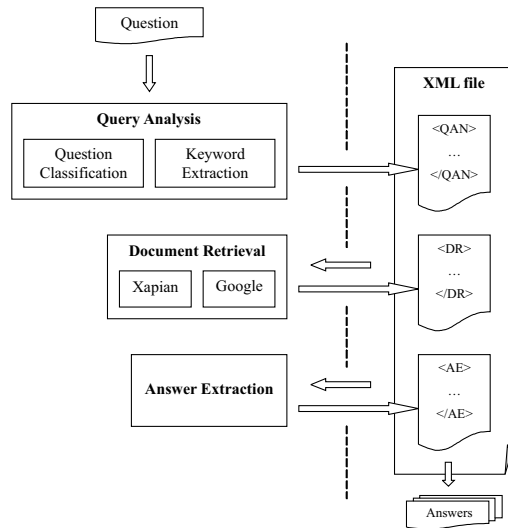 Question
XML file
Query Analysis
Question
Classification
Keyword
Extraction
<QAN>
…
</QAN>
Document Retrieval
Xapian
Google
<DR>
…
</DR>
Answer Extraction
<AE>
…
</AE>
Answers